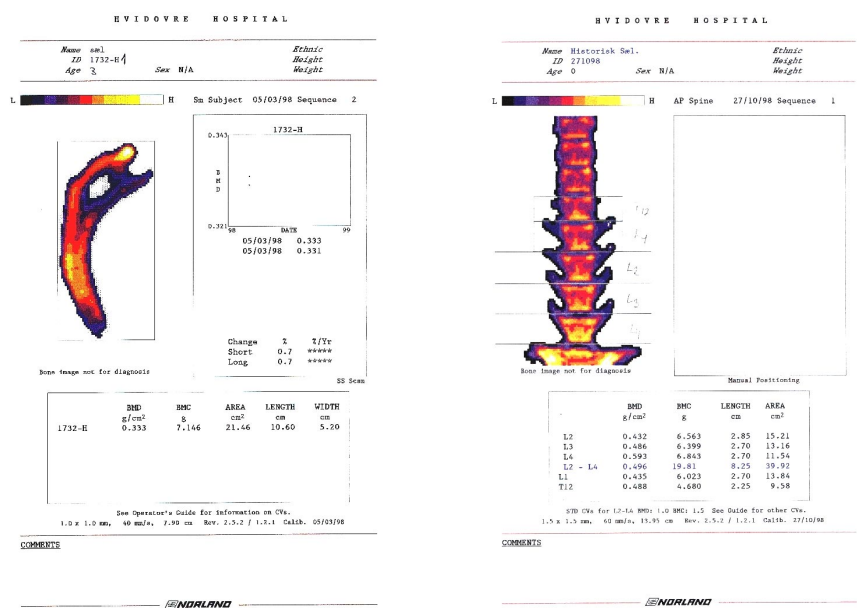 HVIDOVRE HOSPITAL
Name sæl
ID 1732-H1
Age 3 Sex N/A
Ethnic
Height
Weight
L H Sm Subject 05/03/98 Sequence 2
1732-H
0.343
B
M
D
0.321
98 DATE 99
05/03/98 0.333
05/03/98 0.331
Change % %/Yr
Short 0.7 *****
Long 0.7 *****
Bone image not for diagnosis
SS Scan
BMD BMC AREA LENGTH WIDTH
g/cm² g cm² cm cm
1732-H 0.333 7.146 21.46 10.60 5.20
See Operator's Guide for information on CVs.
1.0 x 1.0 mm, 60 mm/s, 7.90 cm Rev. 2.5.2 / 1.2.1 Calib. 05/03/98
COMMENTS
NORLAND
HVIDOVRE HOSPITAL
Name Historisk Sæl.
ID 271098
Age 0 Sex N/A
Ethnic
Height
Weight
L H AP Spine 27/10/98 Sequence 1
L1
L2
L3
Bone image not for diagnosis
Manual Positioning
BMD BMC LENGTH AREA
g/cm² g cm cm²
L2 0.432 6.563 2.85 15.21
L3 0.486 6.399 2.70 13.16
L4 0.593 6.843 2.70 11.54
L2 - L4 0.496 19.81 8.25 39.92
L1 0.435 6.023 2.70 13.84
T12 0.488 4.680 2.25 9.58
STD CVs for L2-L4 BMD: 1.0 BMC: 1.5 See Guide for other CVs.
1.5 x 1.5 mm, 60 mm/s, 13.95 cm Rev. 2.5.2 / 1.2.1 Calib. 27/10/98
COMMENTS
NORLAND